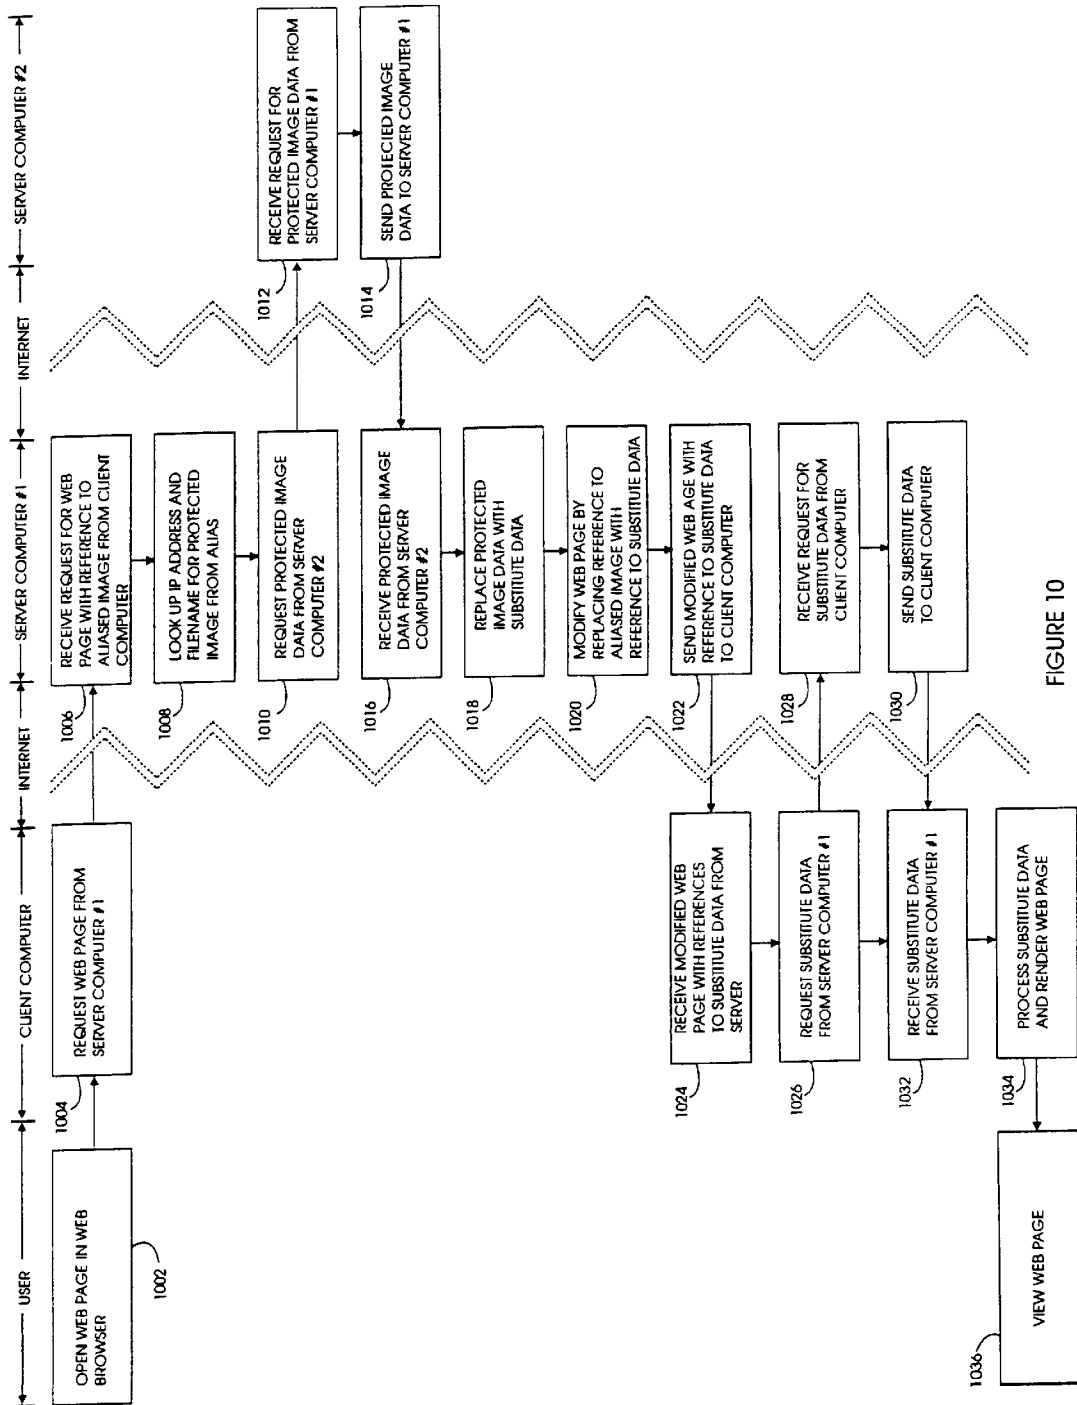 USER
CLIENT COMPUTER
INTERNET
SERVER COMPUTER #1
INTERNET
SERVER COMPUTER #2
OPEN WEB PAGE IN WEB
BROWSER
1002
REQUEST WEB PAGE FROM
SERVER COMPUTER #1
1004
RECEIVE REQUEST FOR WEB
PAGE WITH REFERENCE TO
ALIASED IMAGE FROM CLIENT
COMPUTER
1006
LOOK UP IP ADDRESS AND
FILENAME FOR PROTECTED
IMAGE FROM ALIAS
1008
REQUEST PROTECTED IMAGE
DATA FROM SERVER
COMPUTER #2
1010
RECEIVE REQUEST FOR
PROTECTED IMAGE DATA FROM
SERVER COMPUTER #1
1012
SEND PROTECTED IMAGE
DATA TO SERVER COMPUTER #1
1014
RECEIVE PROTECTED IMAGE
DATA FROM SERVER
COMPUTER #2
1016
REPLACE PROTECTED
IMAGE DATA WITH
SUBSTITUTE DATA
1018
MODIFY WEB PAGE BY
REPLACING REFERENCE TO
ALIASED IMAGE WITH
REFERENCE TO SUBSTITUTE DATA
1020
SEND MODIFIED WEB AGE WITH
REFERENCE TO SUBSTITUTE DATA
TO CLIENT COMPUTER
1022
RECEIVE MODIFIED WEB
PAGE WITH REFERENCES
TO SUBSTITUTE DATA FROM
SERVER
1024
REQUEST SUBSTITUTE DATA
FROM SERVER COMPUTER #1
1026
RECEIVE REQUEST FOR
SUBSTITUTE DATA FROM
CLIENT COMPUTER
1028
SEND SUBSTITUTE DATA
TO CLIENT COMPUTER
1030
RECEIVE SUBSTITUTE DATA
FROM SERVER COMPUTER #1
1032
PROCESS SUBSTITUTE DATA
AND RENDER WEB PAGE
1034
VIEW WEB PAGE
1036
FIGURE 10